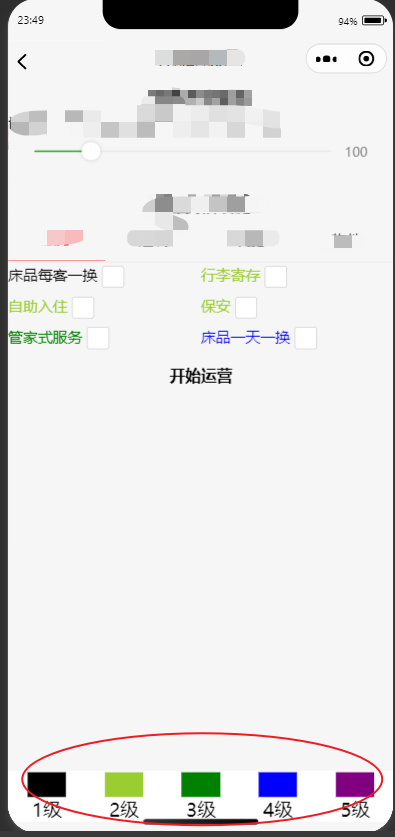 23:49 94%
100
床品每客一换 行李寄存
自助入住 保安
管家式服务 床品一天一换
开始运营
1级 2级 3级 4级 5级